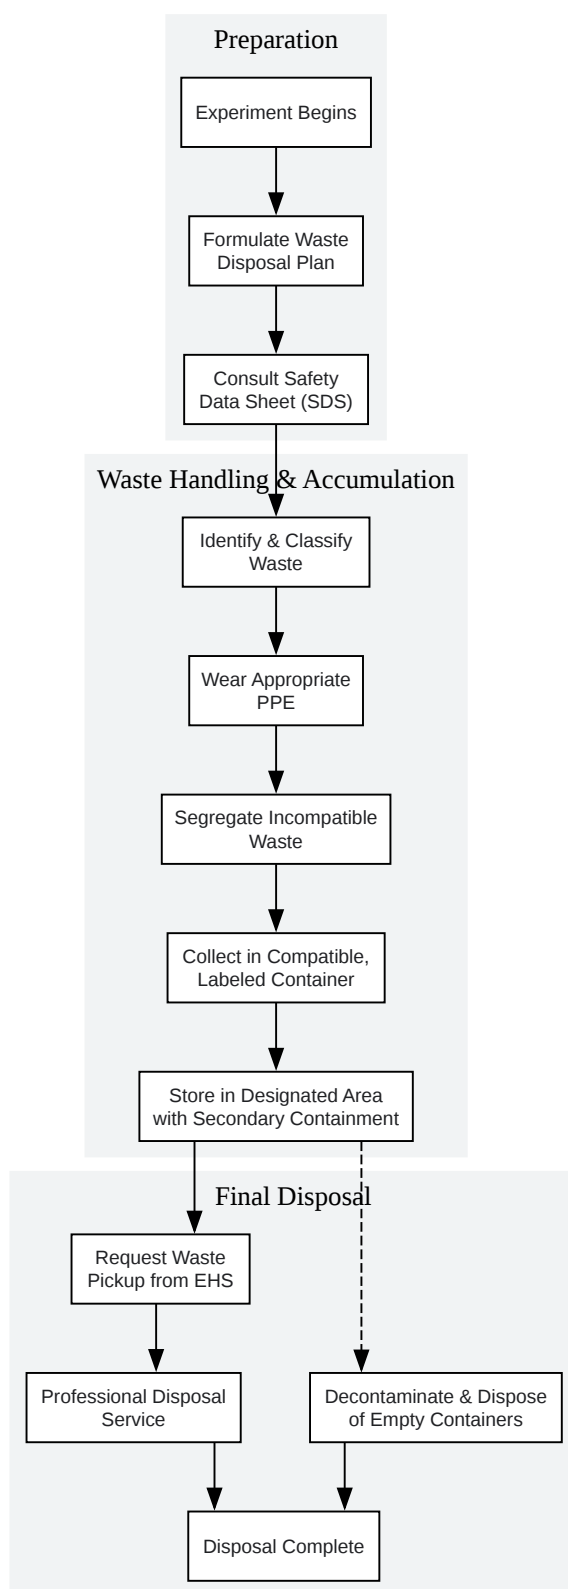 Preparation
Experiment Begins
Formulate Waste
Disposal Plan
Consult Safety
Data Sheet (SDS)
Waste Handling & Accumulation
Identify & Classify
Waste
Wear Appropriate
PPE
Segregate Incompatible
Waste
Collect in Compatible,
Labeled Container
Store in Designated Area
with Secondary Containment
Final Disposal
Request Waste
Pickup from EHS
Professional Disposal
Service
Decontaminate & Dispose
of Empty Containers
Disposal Complete